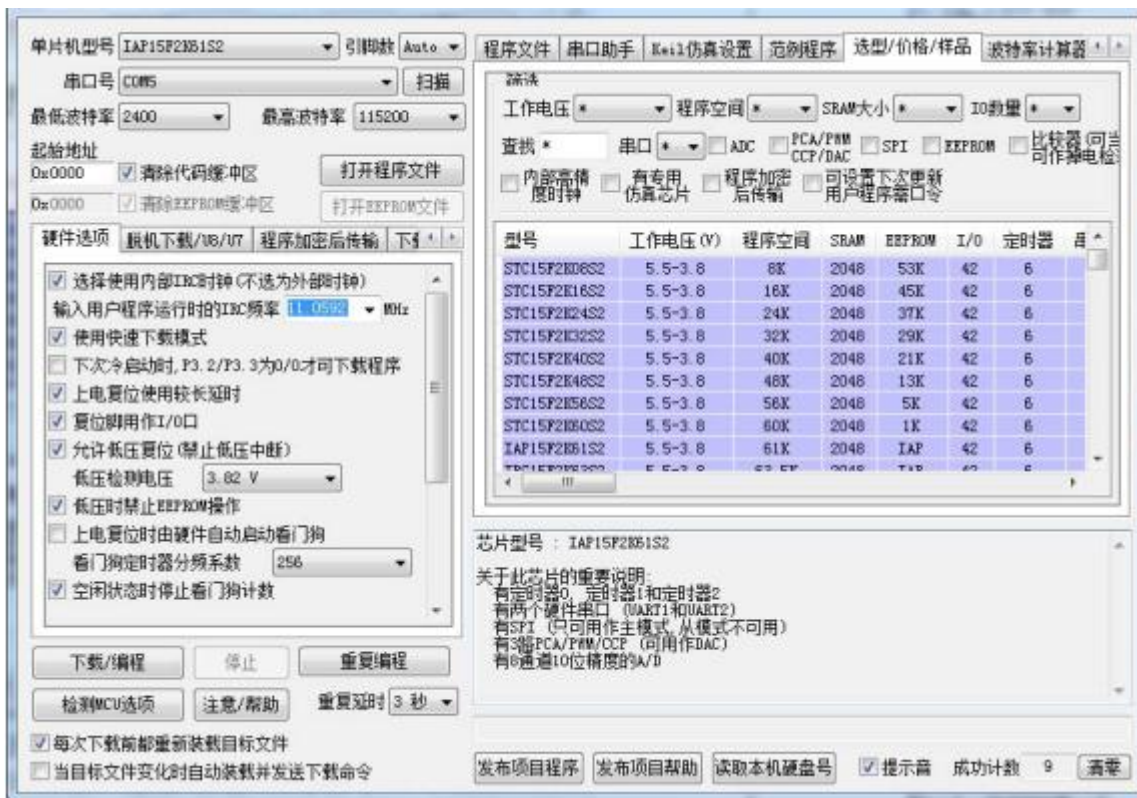 单片机型号 IAP15F2K61S2 引脚数 Auto
串口号 COM5 扫描
最低波特率 2400 最高波特率 115200
起始地址
0x0000 清除代码缓冲区 打开程序文件
0x0000 清除EEPROM缓冲区 打开EEPROM文件
硬件选项 脱机下载/U8/U7 程序加密后传输
选择使用内部IRC时钟(不选为外部时钟)
输入用户程序运行时的IRC频率 11.0592 MHz
使用快速下载模式
下次冷启动时,P3.2/P3.3为0/0才可下载程序
上电复位使用较长延时
复位脚用作I/O口
允许低压复位(禁止低压中断)
低压检测电压 3.82 V
低压时禁止EEPROM操作
上电复位时由硬件自动启动看门狗
看门狗定时器分频系数 256
空闲状态时停止看门狗计数
下载/编程 停止 重复编程
检测MCU选项 注意/帮助 重复延时 3 秒
每次下载前都重新装载目标文件
当目标文件变化时自动装载并发送下载命令
程序文件 串口助手 Keil仿真设置 范例程序 选型/价格/样品 波特率计算器
筛选
工作电压 * 程序空间 * SRAM大小 * IO数量 *
查找 * 串口 * ADC PCA/PWM CCP/DAC SPI EEPROM 比较器(可当 可作掉电检
内部高精度时钟 有专用仿真芯片 程序加密后传输 可设置下次更新用户程序需口令
型号 工作电压(V) 程序空间 SRAM EEPROM I/O 定时器
STC15F2K08S2 5.5-3.8 8K 2048 53K 42 6
STC15F2K16S2 5.5-3.8 16K 2048 45K 42 6
STC15F2K24S2 5.5-3.8 24K 2048 37K 42 6
STC15F2K32S2 5.5-3.8 32K 2048 29K 42 6
STC15F2K40S2 5.5-3.8 40K 2048 21K 42 6
STC15F2K48S2 5.5-3.8 48K 2048 13K 42 6
STC15F2K56S2 5.5-3.8 56K 2048 5K 42 6
STC15F2K60S2 5.5-3.8 60K 2048 1K 42 6
IAP15F2K61S2 5.5-3.8 61K 2048 IAP 42 6
芯片型号 : IAP15F2K61S2
关于此芯片的重要说明:
有定时器0、定时器1和定时器2
有两个硬件串口 (UART1和UART2)
有SPI (只可用作主模式,从模式不可用)
有3路PCA/PWM/CCP (可用作DAC)
有8通道10位精度的A/D
发布项目程序 发布项目帮助 读取本机硬盘号 提示音 成功计数 9 清零